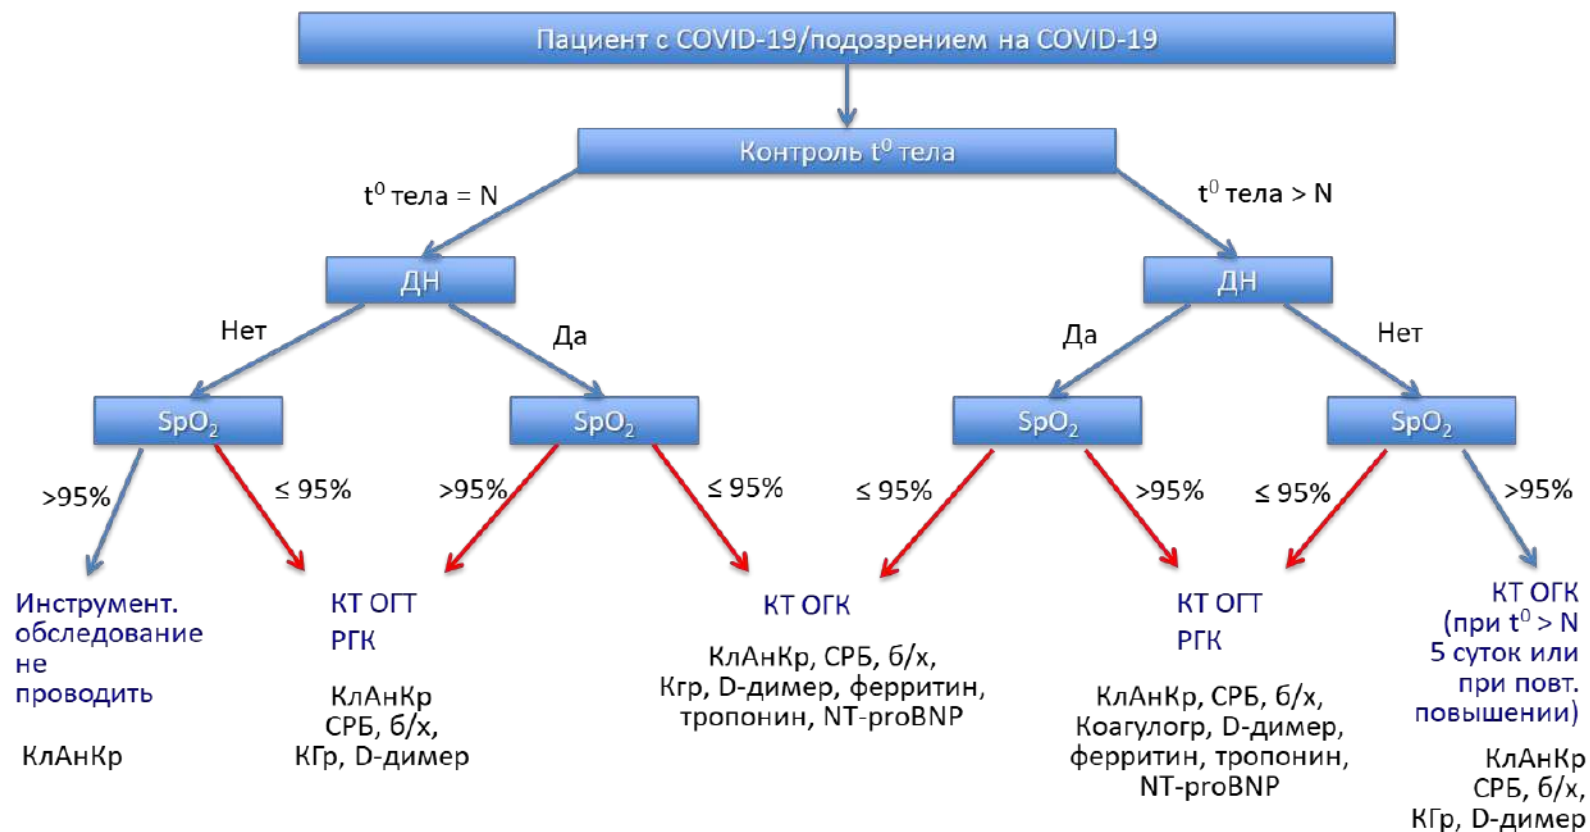 Пациент с COVID-19/подозрением на COVID-19
Контроль t⁰ тела
t⁰ тела = N
t⁰ тела > N
ДН
ДН
Нет
Да
Да
Нет
SpO₂
SpO₂
SpO₂
SpO₂
>95%
≤ 95%
>95%
≤ 95%
≤ 95%
>95%
≤ 95%
>95%
Инструмент.
обследование
не
проводить
КлАнКр
КТ ОГТ
РГК
КлАнКр
СРБ, б/х,
КГр, D-димер
КТ ОГК
КлАнКр, СРБ, б/х,
Кгр, D-димер, ферритин,
тропонин, NT-proBNP
КТ ОГТ
РГК
КлАнКр, СРБ, б/х,
Коагулогр, D-димер,
ферритин, тропонин,
NT-proBNP
КТ ОГК
(при t⁰ > N
5 суток или
при повт.
повышении)
КлАнКр
СРБ, б/х,
КГр, D-димер